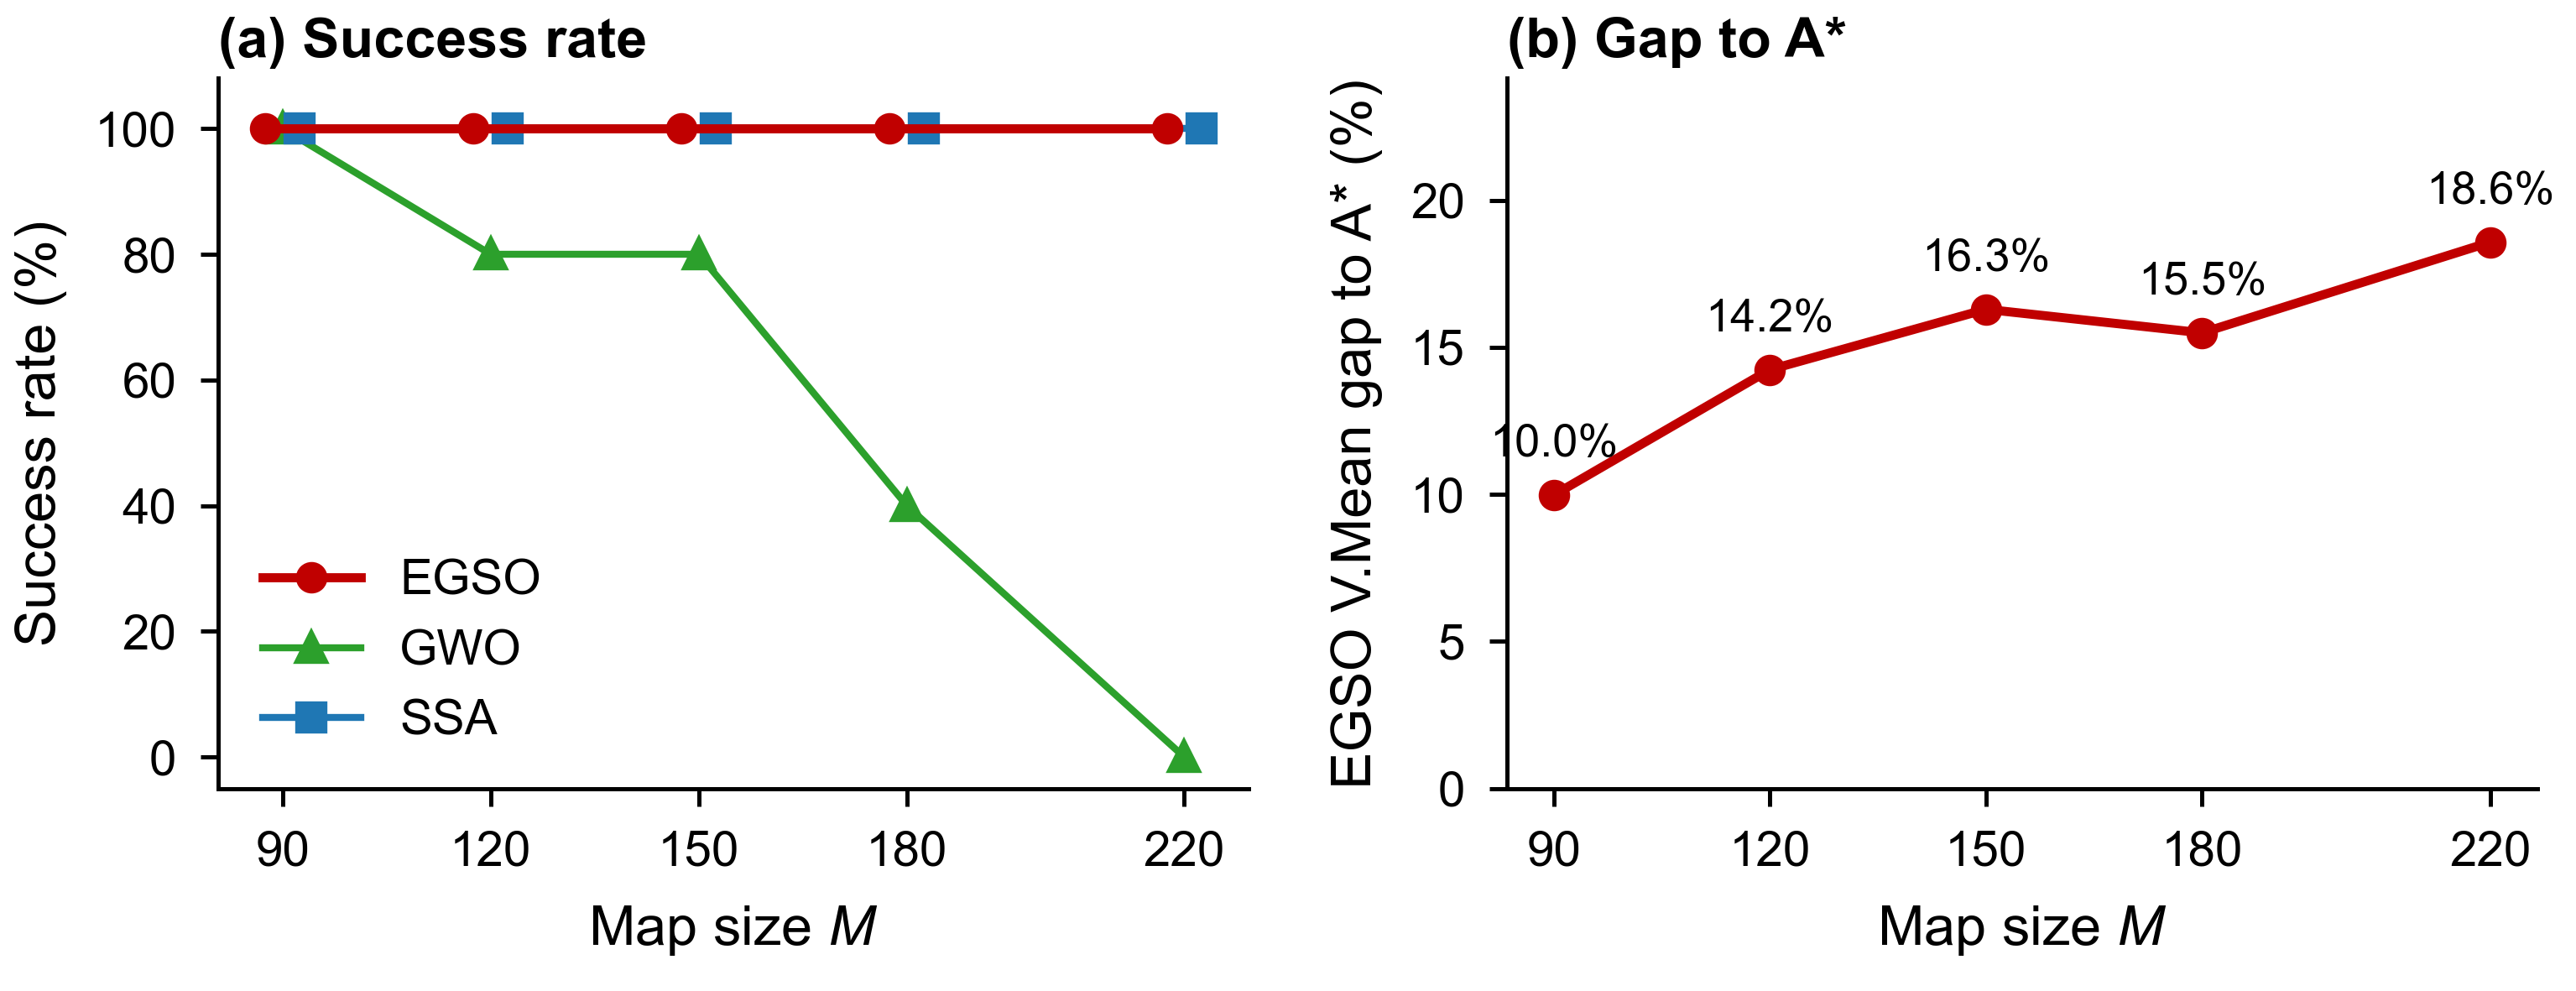 (a) Success rate
Success rate (%)
100
80
60
40
20
0
EGSO
GWO
SSA
90 120 150 180 220
Map size M
(b) Gap to A*
EGSO V.Mean gap to A* (%)
20
15
10
5
0
10.0%
14.2%
16.3%
15.5%
18.6%
90 120 150 180 220
Map size M